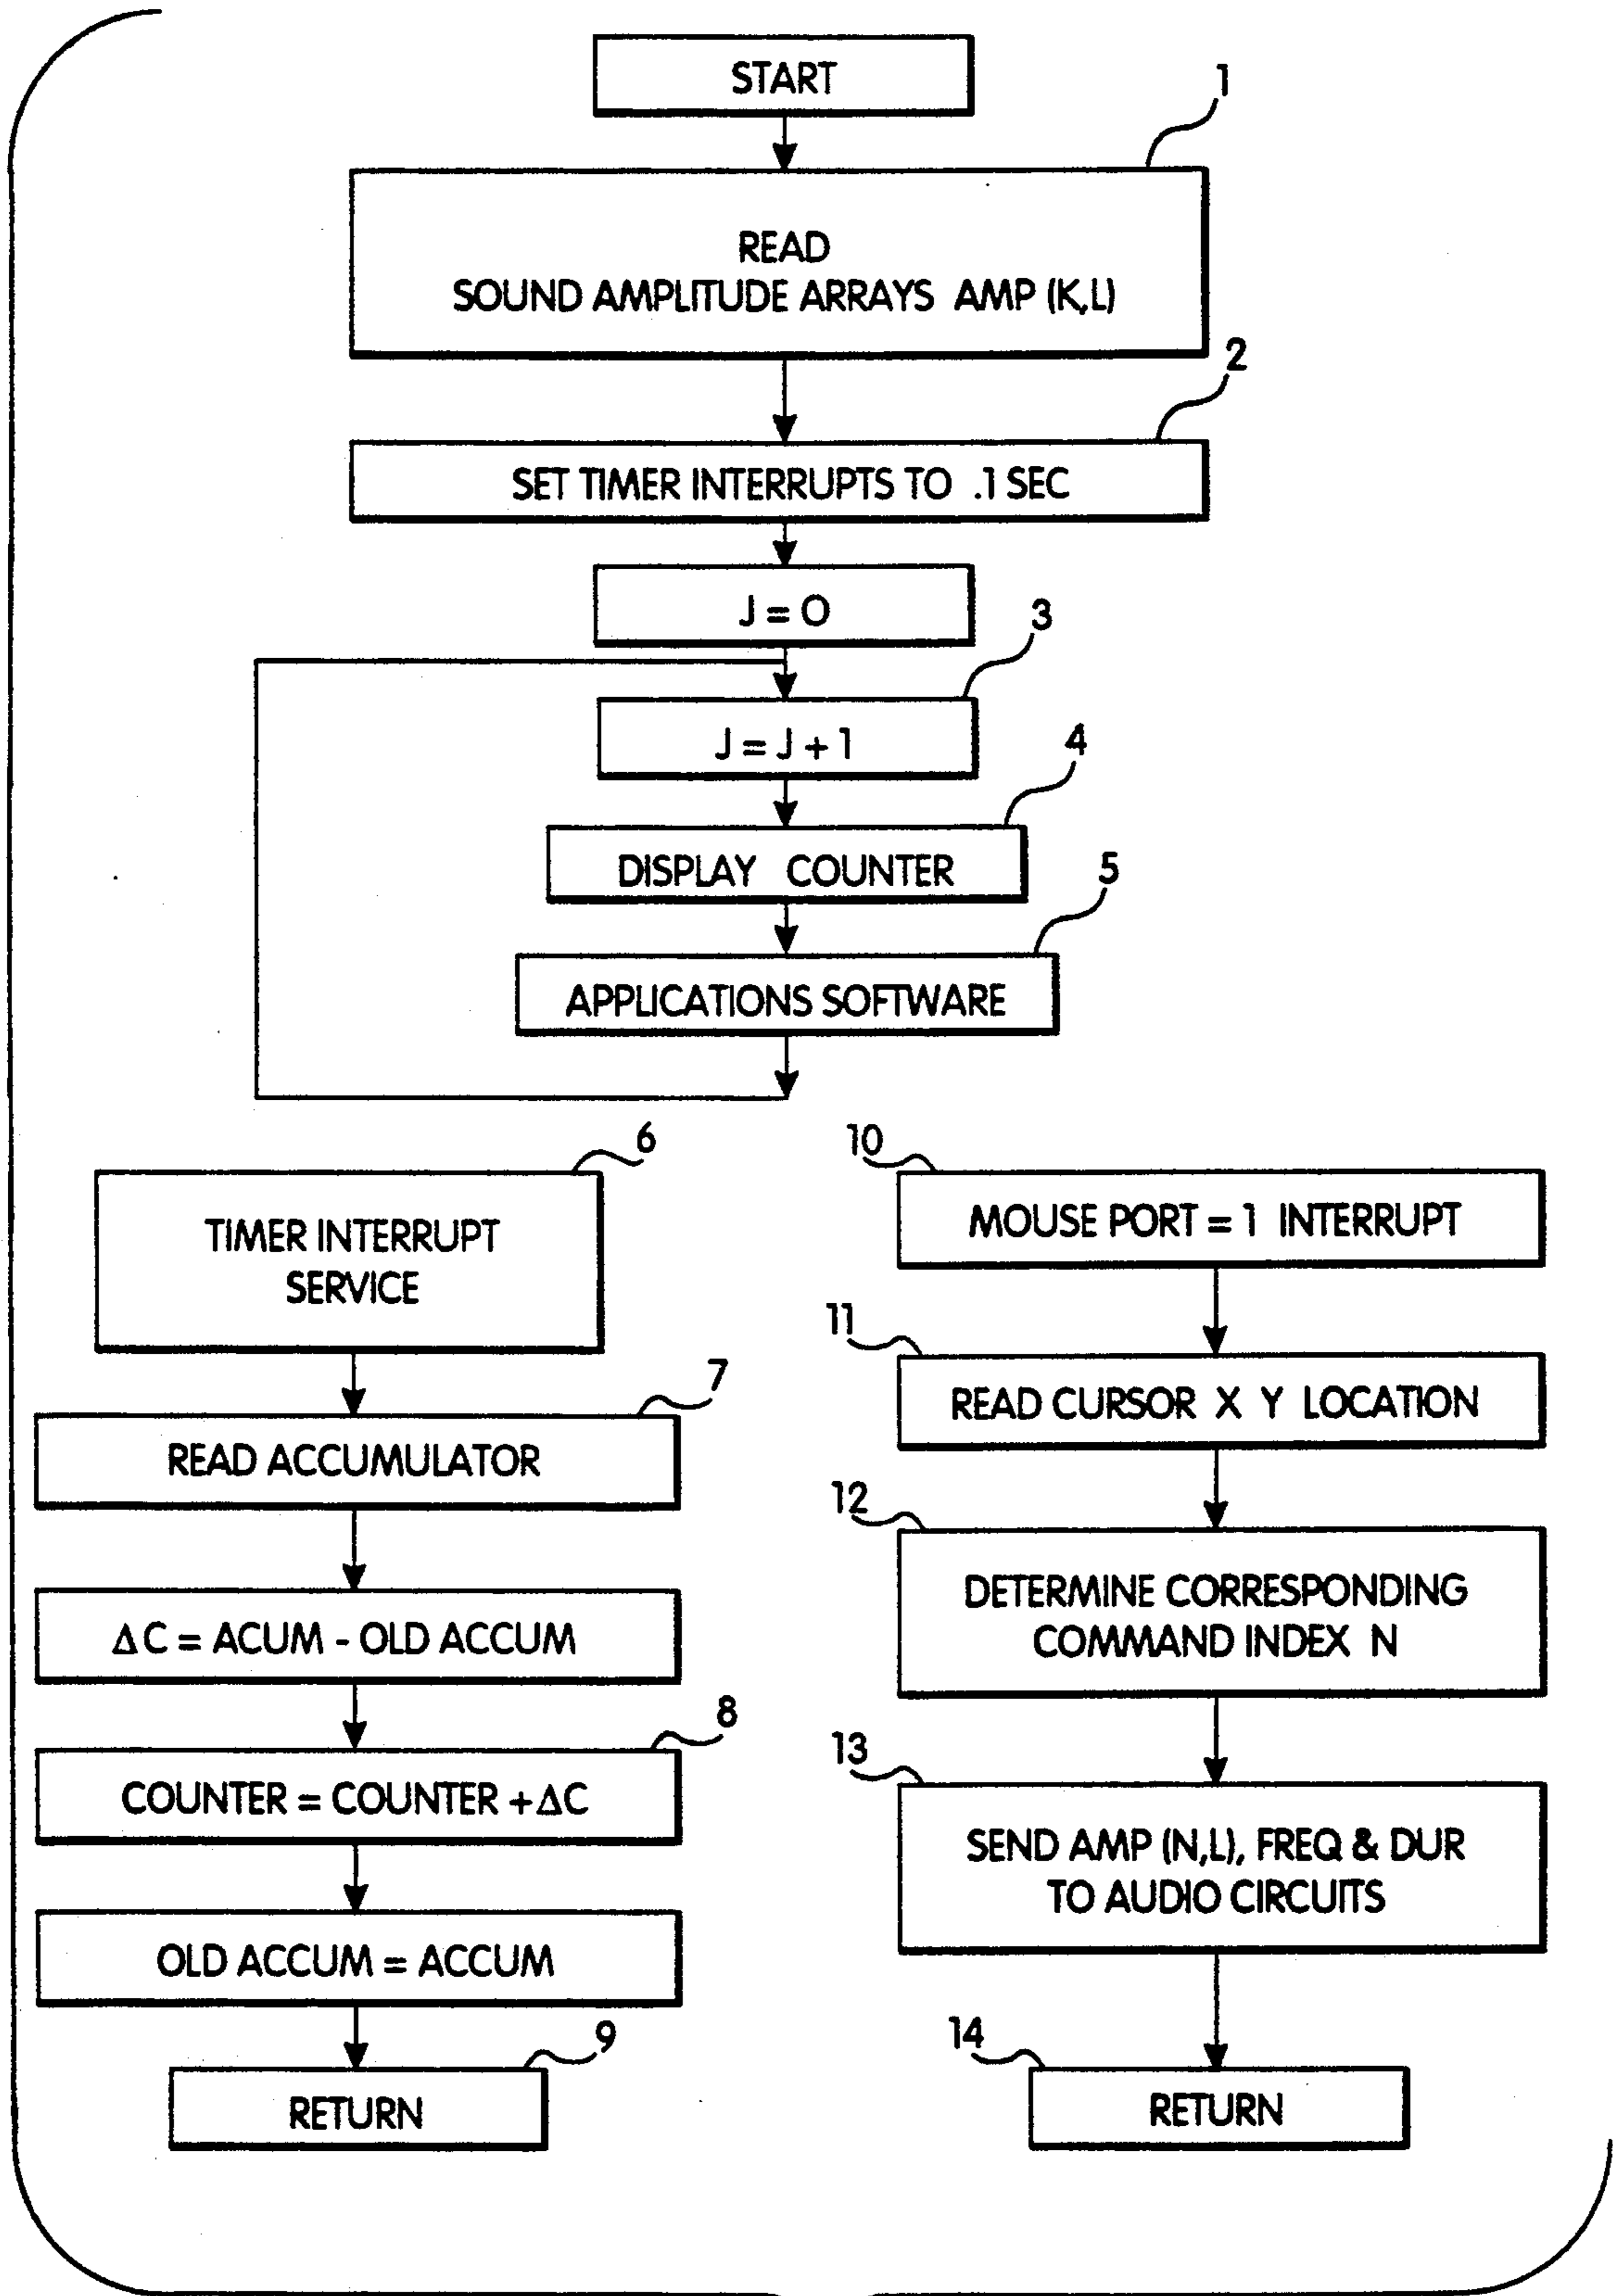 START
1
READ
SOUND AMPLITUDE ARRAYS AMP (K,L)
2
SET TIMER INTERRUPTS TO .1 SEC
J = 0
3
J = J + 1
4
DISPLAY COUNTER
5
APPLICATIONS SOFTWARE
6
TIMER INTERRUPT
SERVICE
7
READ ACCUMULATOR
ΔC = ACUM - OLD ACCUM
8
COUNTER = COUNTER + ΔC
OLD ACCUM = ACCUM
9
RETURN
10
MOUSE PORT = 1 INTERRUPT
11
READ CURSOR X Y LOCATION
12
DETERMINE CORRESPONDING
COMMAND INDEX N
13
SEND AMP (N,L), FREQ & DUR
TO AUDIO CIRCUITS
14
RETURN